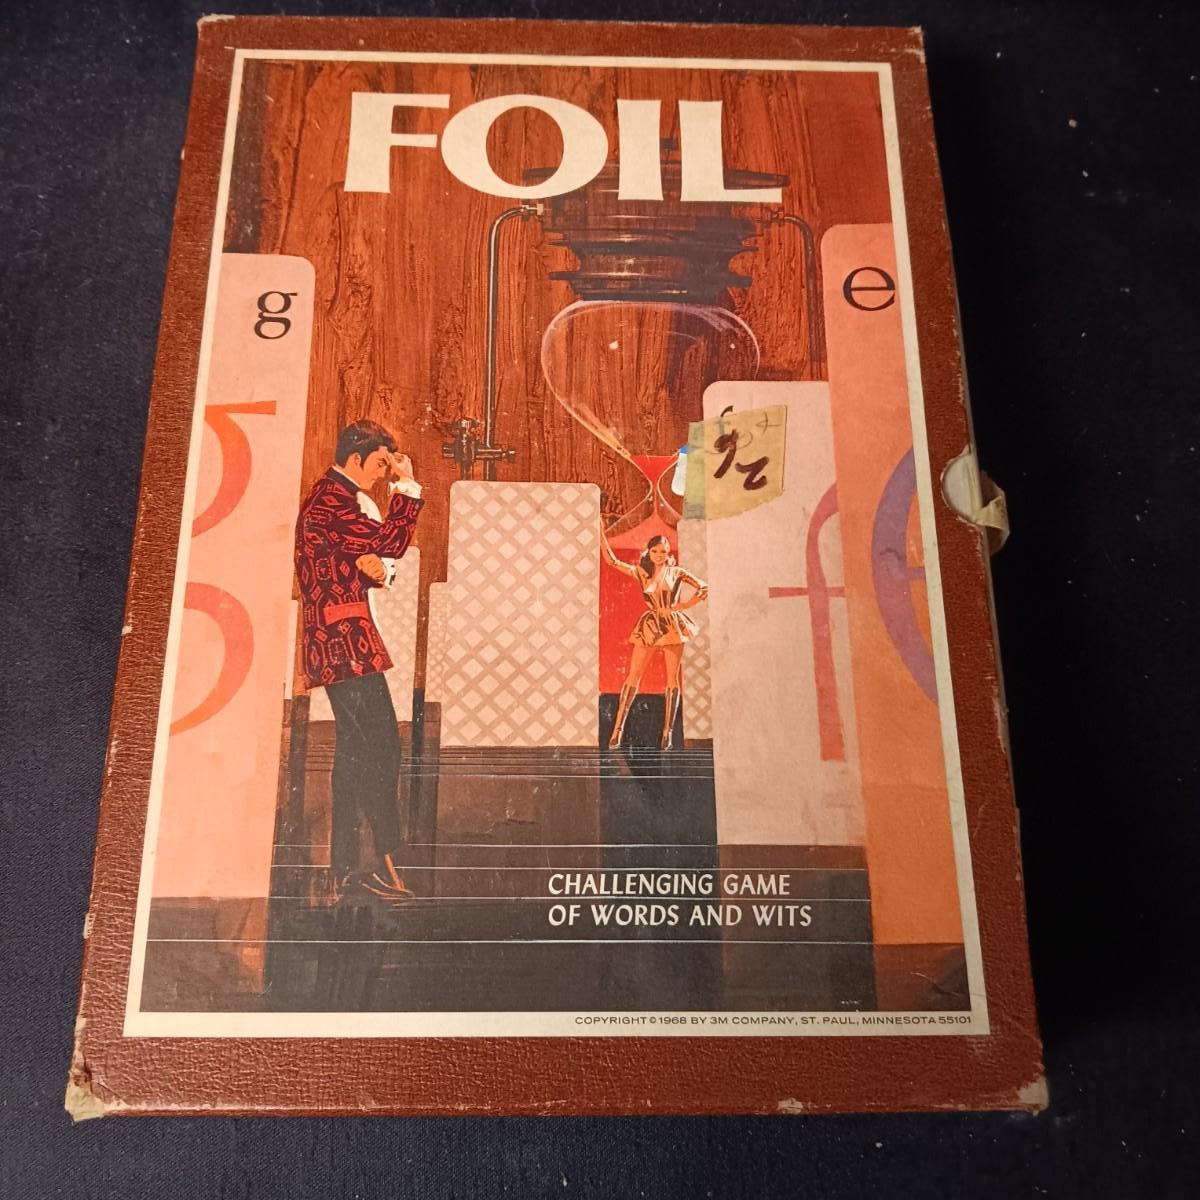 FOIL
g
e
f
CHALLENGING GAME
OF WORDS AND WITS
COPYRIGHT © 1968 BY 3M COMPANY, ST. PAUL, MINNESOTA 55101